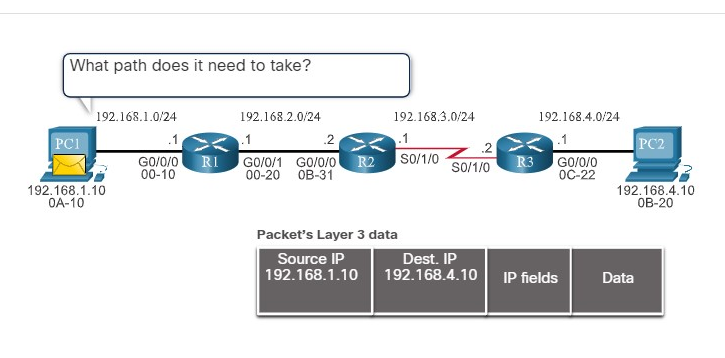 What path does it need to take?
192.168.1.0/24
192.168.2.0/24
192.168.3.0/24
192.168.4.0/24
PC1
.1
R1
.1
.2
R2
.1
.2
R3
.1
PC2
G0/0/0
00-10
G0/0/1
00-20
G0/0/0
0B-31
S0/1/0
S0/1/0
G0/0/0
0C-22
192.168.1.10
0A-10
192.168.4.10
0B-20
Packet's Layer 3 data
Source IP
192.168.1.10
Dest. IP
192.168.4.10
IP fields
Data